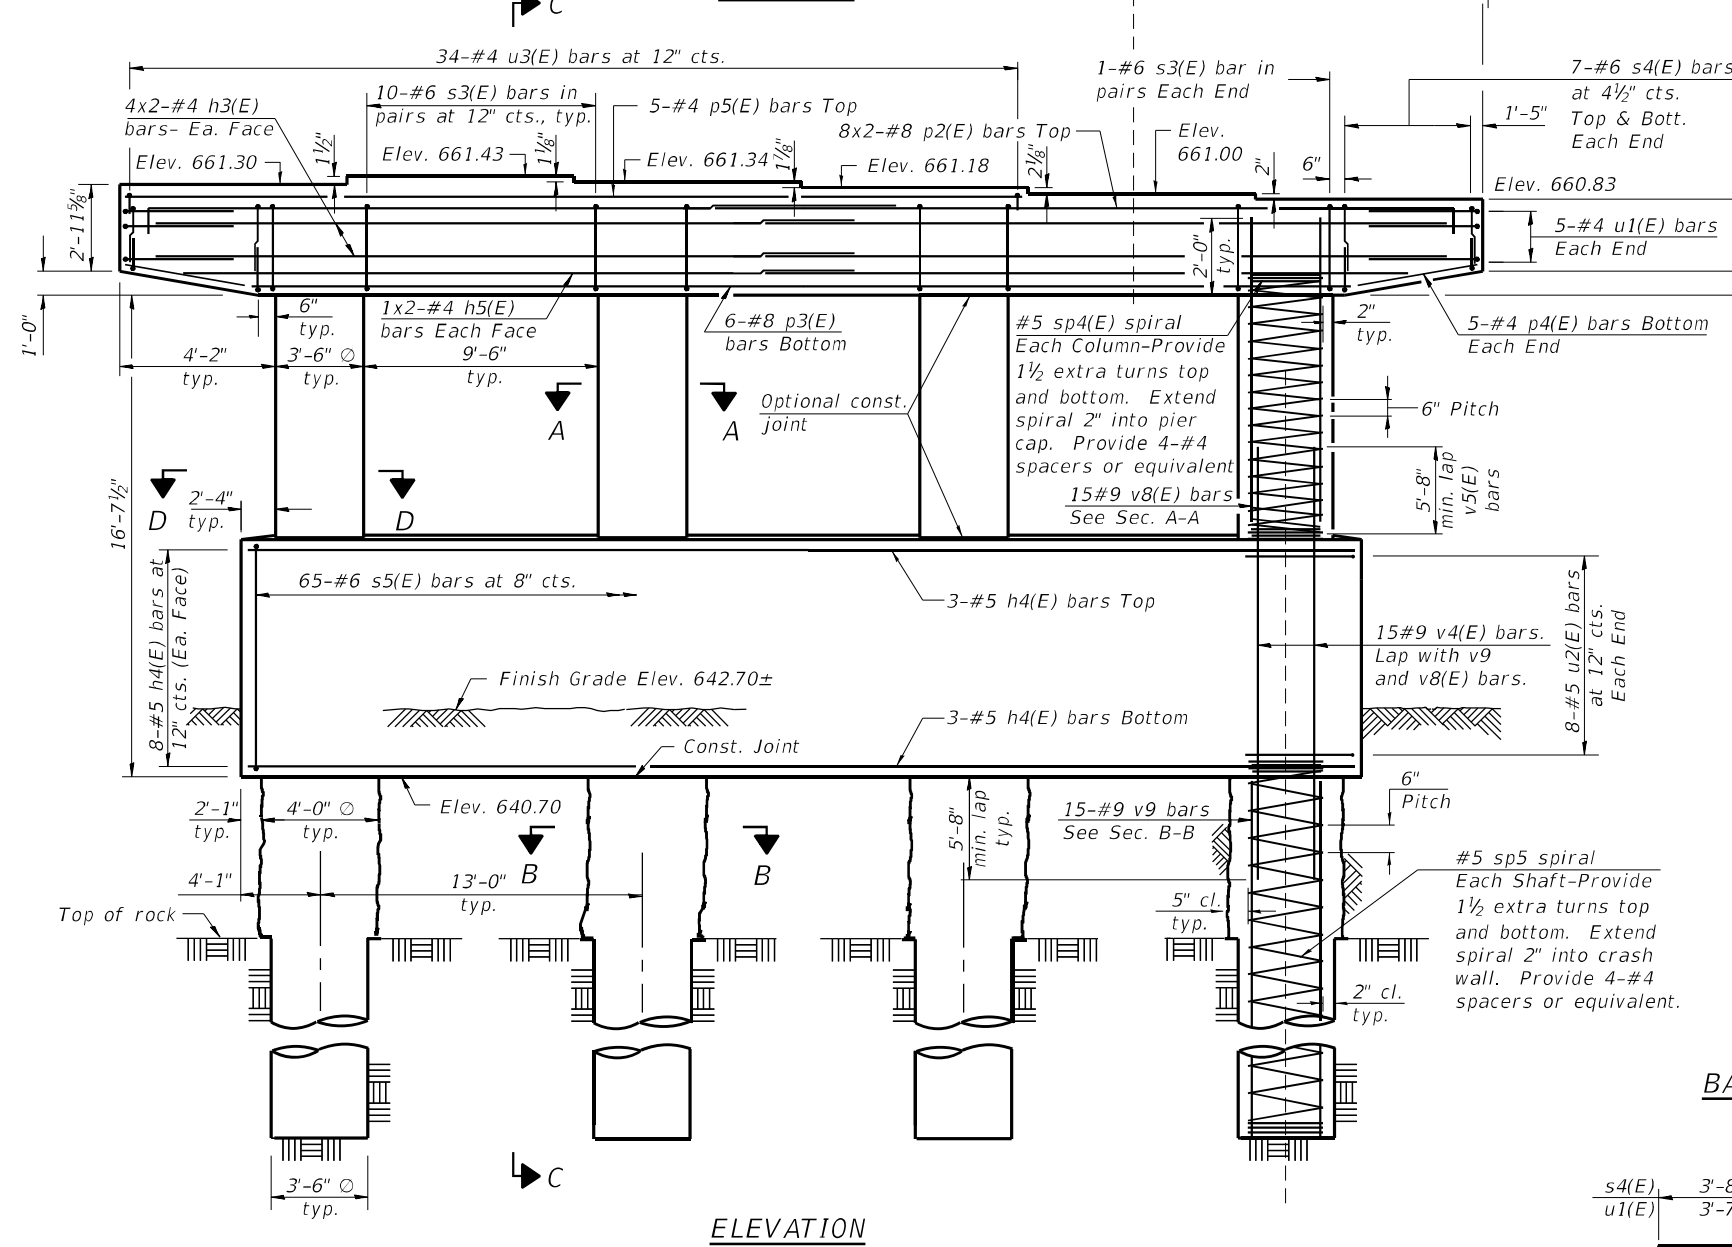 C
34-#4 u3(E) bars at 12" cts.
1-#6 s3(E) bar in
pairs Each End
7-#6 s4(E) bars
at 4½" cts.
Top & Bott.
Each End
1'-5"
4x2-#4 h3(E)
bars- Ea. Face
10-#6 s3(E) bars in
pairs at 12" cts., typ.
5-#4 p5(E) bars Top
8x2-#8 p2(E) bars Top
Elev.
661.00
Elev. 661.30
1½"
Elev. 661.43
1⅛"
Elev. 661.34
1⅞"
Elev. 661.18
2⅛"
2"
6"
Elev. 660.83
2'-11⅝"
5-#4 u1(E) bars
Each End
2'-0"
typ.
1'-0"
6"
typ.
1x2-#4 h5(E)
bars Each Face
6-#8 p3(E)
bars Bottom
#5 sp4(E) spiral
Each Column-Provide
1½ extra turns top
and bottom. Extend
spiral 2" into pier
cap. Provide 4-#4
spacers or equivalent
2"
typ.
5-#4 p4(E) bars Bottom
Each End
4'-2"
typ.
3'-6" ∅
typ.
9'-6"
typ.
A
A
Optional const.
joint
6" Pitch
5'-8"
min. lap
v5(E)
bars
D
2'-4"
typ.
D
16'-7½"
15#9 v8(E) bars
See Sec. A-A
8-#5 h4(E) bars at
12" cts. (Ea. Face)
65-#6 s5(E) bars at 8" cts.
3-#5 h4(E) bars Top
15#9 v4(E) bars.
Lap with v9
and v8(E) bars.
8-#5 u2(E) bars
at 12" cts.
Each End
Finish Grade Elev. 642.70±
3-#5 h4(E) bars Bottom
Const. Joint
Elev. 640.70
2'-1"
typ.
4'-0" ∅
typ.
5'-8"
min. lap
typ.
15-#9 v9 bars
See Sec. B-B
6"
Pitch
B
B
4'-1"
13'-0"
typ.
Top of rock
5" cl.
typ.
#5 sp5 spiral
Each Shaft-Provide
1½ extra turns top
and bottom. Extend
spiral 2" into crash
wall. Provide 4-#4
spacers or equivalent.
2" cl.
typ.
BA
C
3'-6" ∅
typ.
s4(E)
u1(E)
3'-8
3'-7
ELEVATION